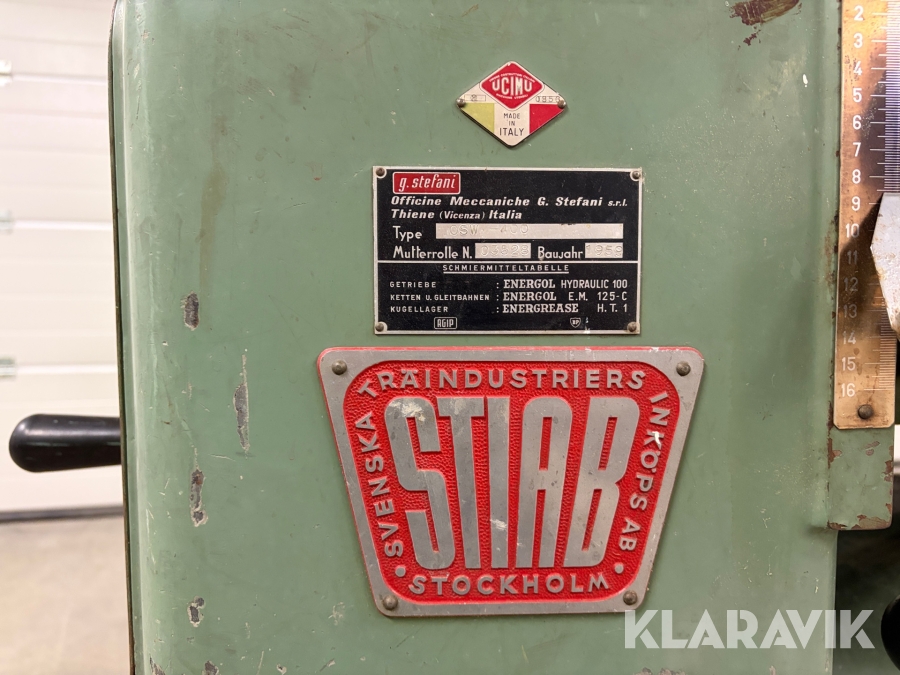 UCIMU
MADE
IN
ITALY
g. stefani
Officine Meccaniche G. Stefani s.r.l.
Thiene (Vicenza) Italia
Type
Mutterrolle N. Baujahr
SCHMIERMITTELTABELLE
GETRIEBE : ENERGOL HYDRAULIC 100
KETTEN U. GLEITBAHNEN : ENERGOL E.M. 125-C
KUGELLAGER : ENERGREASE H.T. 1
AGIP BP
SVENSKA TRÄINDUSTRIERS INKÖPS AB
STIAB
• STOCKHOLM •
2
3
4
5
6
7
8
9
10
11
12
13
14
15
16
KLARAVIK